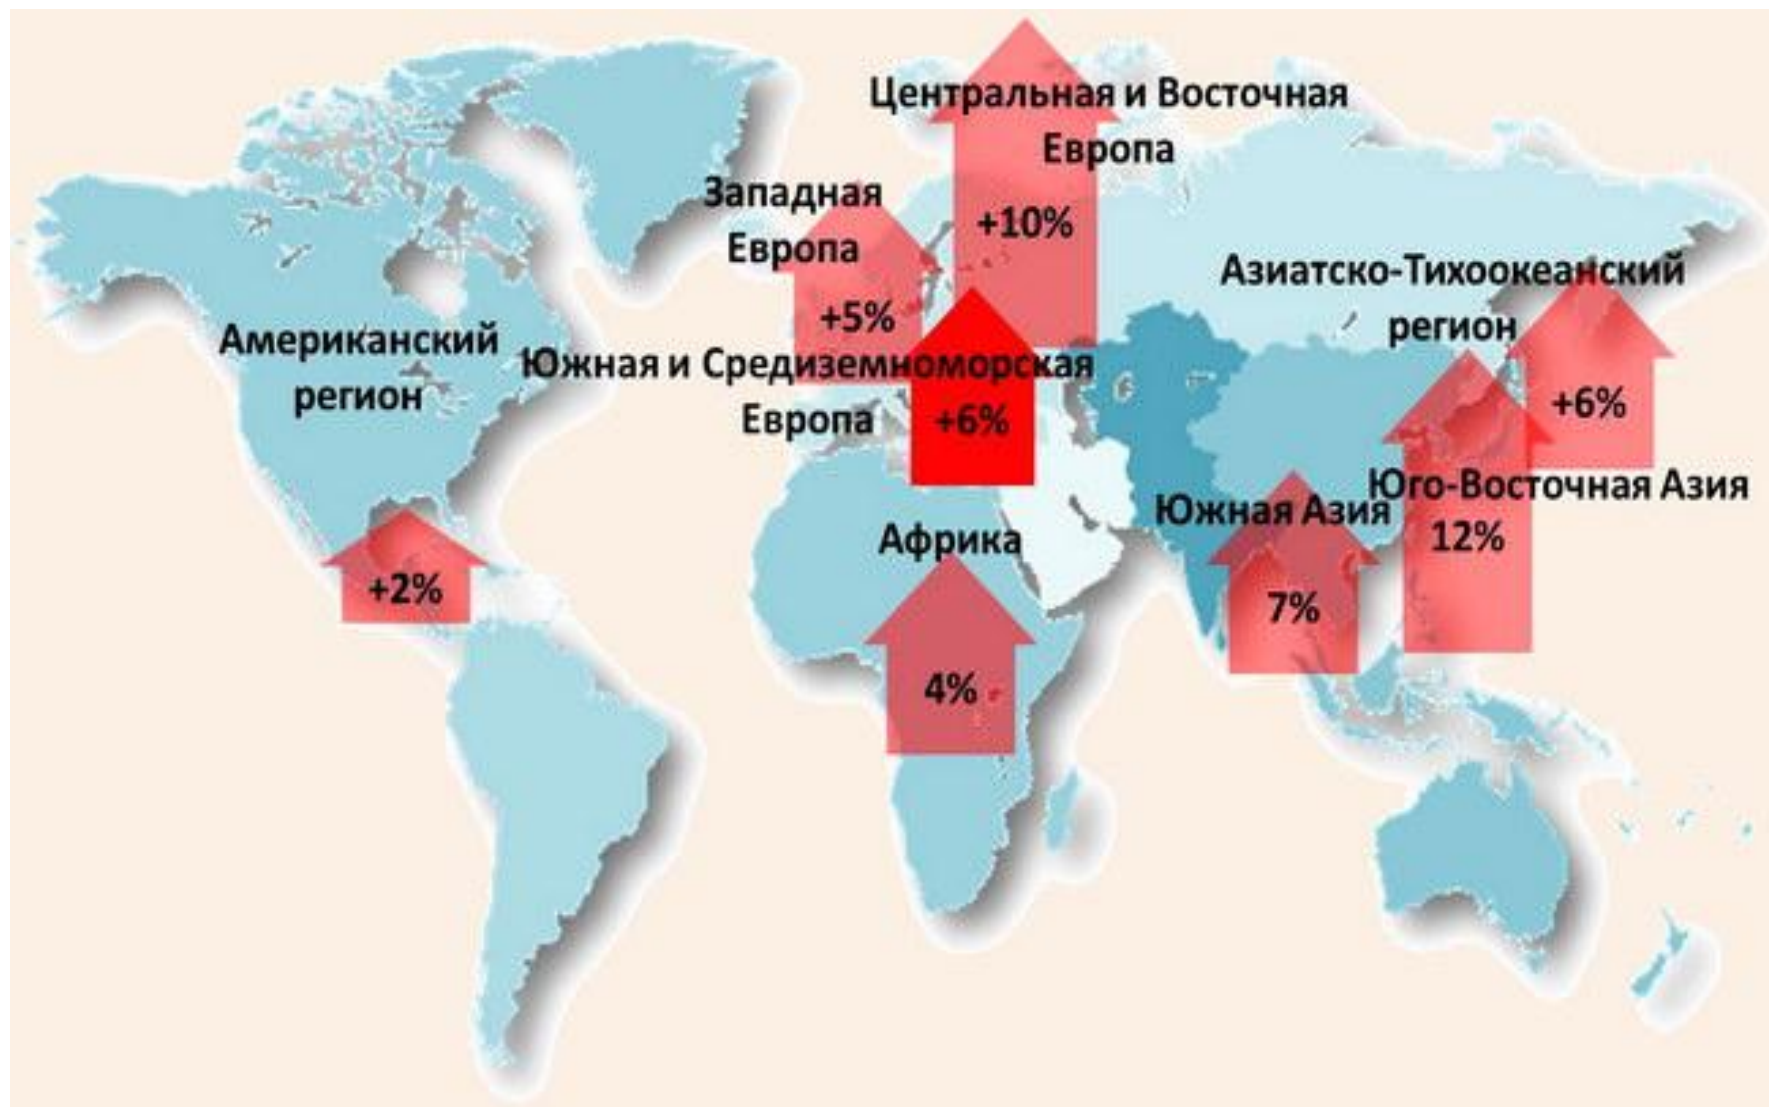 Центральная и Восточная
Европа
+10%
Западная
Европа
+5%
Азиатско-Тихоокеанский
регион
+6%
Американский
регион
+2%
Южная и Средиземноморская
Европа
+6%
Юго-Восточная Азия
12%
Южная Азия
7%
Африка
4%